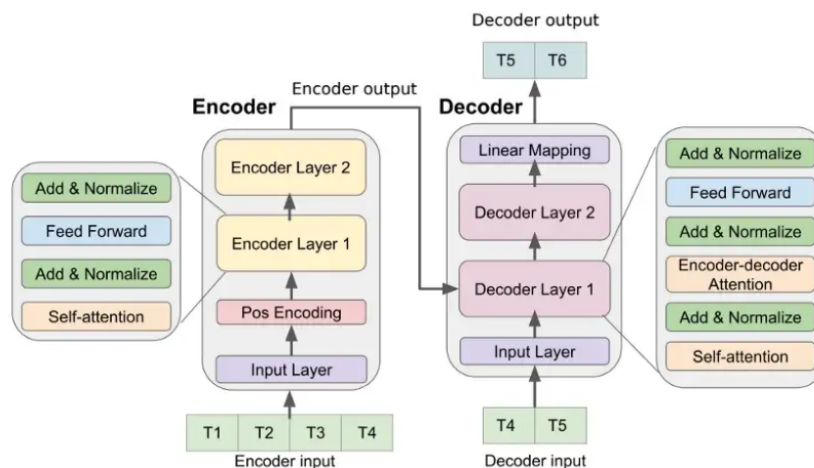 Decoder output
T5 T6
Encoder output
Encoder
Decoder
Encoder Layer 2
Encoder Layer 1
Pos Encoding
Input Layer
T1 T2 T3 T4
Encoder input
Add & Normalize
Feed Forward
Add & Normalize
Self-attention
Linear Mapping
Decoder Layer 2
Decoder Layer 1
Input Layer
T4 T5
Decoder input
Add & Normalize
Feed Forward
Add & Normalize
Encoder-decoder
Attention
Add & Normalize
Self-attention